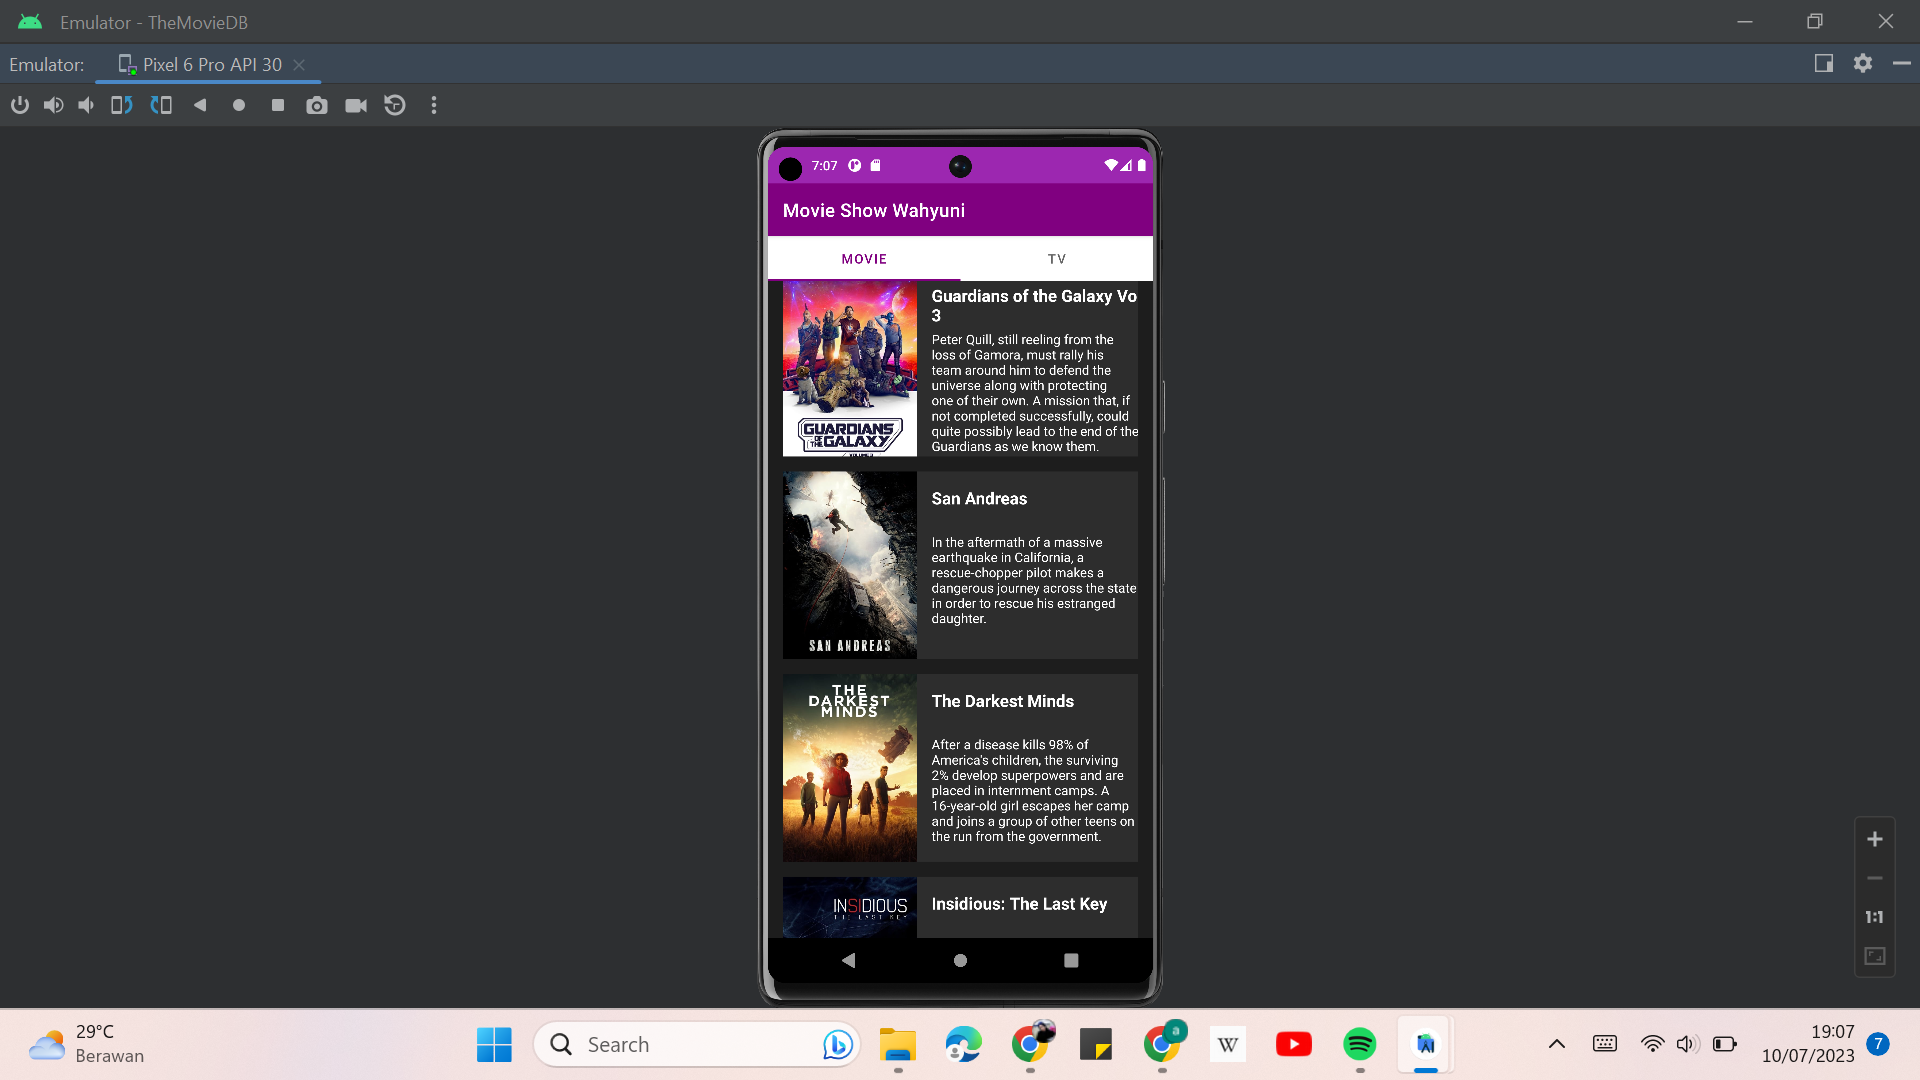 Emulator - TheMovieDB
Emulator:
Pixel 6 Pro API 30
7:07
Movie Show Wahyuni
MOVIE
TV
GUARDIANS
OF THE GALAXY
VOLUME 3
Guardians of the Galaxy Vo
3
Peter Quill, still reeling from the
loss of Gamora, must rally his
team around him to defend the
universe along with protecting
one of their own. A mission that, if
not completed successfully, could
quite possibly lead to the end of the
Guardians as we know them.
SAN ANDREAS
San Andreas
In the aftermath of a massive
earthquake in California, a
rescue-chopper pilot makes a
dangerous journey across the state
in order to rescue his estranged
daughter.
THE
DARKEST
MINDS
The Darkest Minds
After a disease kills 98% of
America's children, the surviving
2% develop superpowers and are
placed in internment camps. A
16-year-old girl escapes her camp
and joins a group of other teens on
the run from the government.
INSIDIOUS
THE LAST KEY
Insidious: The Last Key
1:1
29°C
Berawan
Search
a
W
AI
19:07
10/07/2023
7